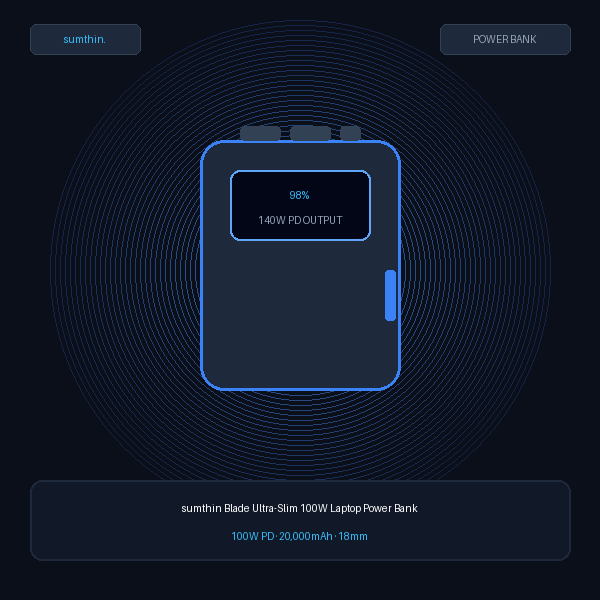 sumthin.
POWER BANK
98%
140W PD OUTPUT
sumthin Blade Ultra-Slim 100W Laptop Power Bank
100W PD · 20,000mAh · 18mm